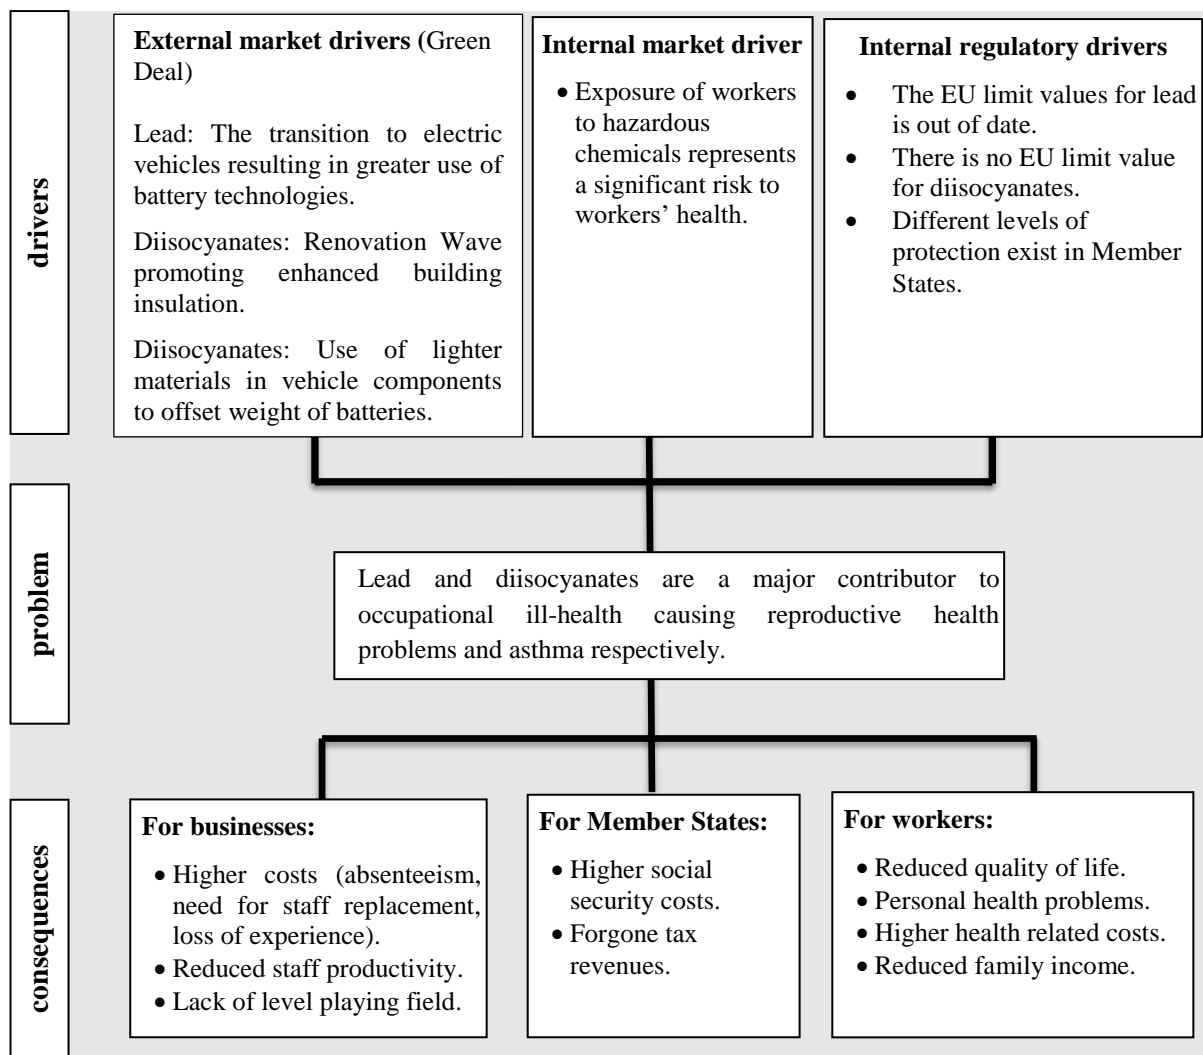 drivers
External market drivers (Green
Deal)
Lead: The transition to electric
vehicles resulting in greater use of
battery technologies.
Diisocyanates: Renovation Wave
promoting enhanced building
insulation.
Diisocyanates: Use of lighter
materials in vehicle components
to offset weight of batteries.
Internal market driver
• Exposure of workers
to hazardous
chemicals represents
a significant risk to
workers’ health.
Internal regulatory drivers
• The EU limit values for lead
is out of date.
• There is no EU limit value
for diisocyanates.
• Different levels of
protection exist in Member
States.
problem
Lead and diisocyanates are a major contributor to
occupational ill-health causing reproductive health
problems and asthma respectively.
consequences
For businesses:
• Higher costs (absenteeism,
need for staff replacement,
loss of experience).
• Reduced staff productivity.
• Lack of level playing field.
For Member States:
• Higher social
security costs.
• Forgone tax
revenues.
For workers:
• Reduced quality of life.
• Personal health problems.
• Higher health related costs.
• Reduced family income.